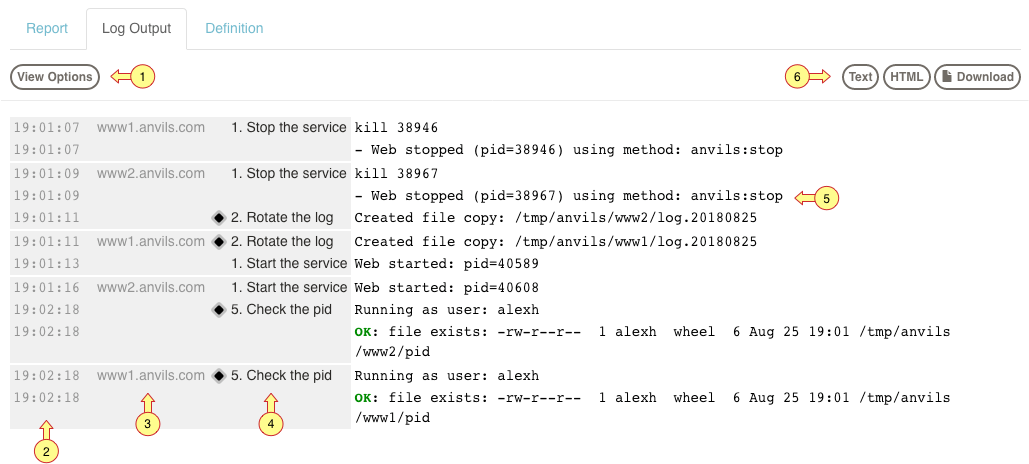 Report Log Output Definition
View Options 1 6 Text HTML Download
19:01:07 www1.anvils.com 1. Stop the service kill 38946
19:01:07 - Web stopped (pid=38946) using method: anvils:stop
19:01:09 www2.anvils.com 1. Stop the service kill 38967
19:01:09 - Web stopped (pid=38967) using method: anvils:stop 5
19:01:11 2. Rotate the log Created file copy: /tmp/anvils/www2/log.20180825
19:01:11 www1.anvils.com 2. Rotate the log Created file copy: /tmp/anvils/www1/log.20180825
19:01:13 1. Start the service Web started: pid=40589
19:01:16 www2.anvils.com 1. Start the service Web started: pid=40608
19:02:18 5. Check the pid Running as user: alexh
19:02:18 OK: file exists: -rw-r--r-- 1 alexh wheel 6 Aug 25 19:01 /tmp/anvils
/www2/pid
19:02:18 www1.anvils.com 5. Check the pid Running as user: alexh
19:02:18 OK: file exists: -rw-r--r-- 1 alexh wheel 6 Aug 25 19:01 /tmp/anvils
/www1/pid
2 3 4